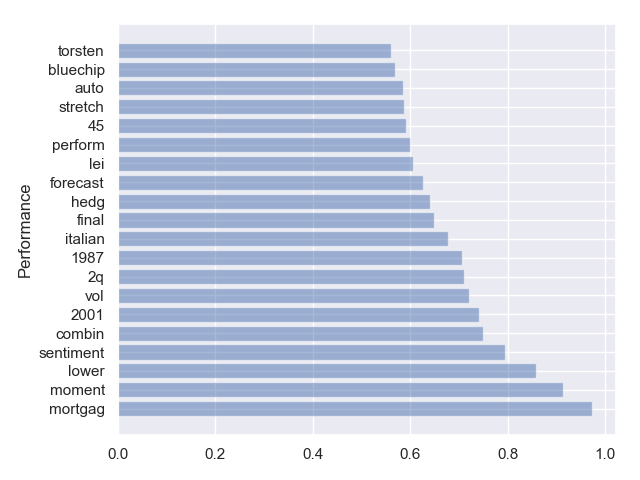 torsten
bluechip
auto
stretch
45
perform
lei
forecast
hedg
final
italian
1987
2q
vol
2001
combin
sentiment
lower
moment
mortgag
Performance
0.0 0.2 0.4 0.6 0.8 1.0